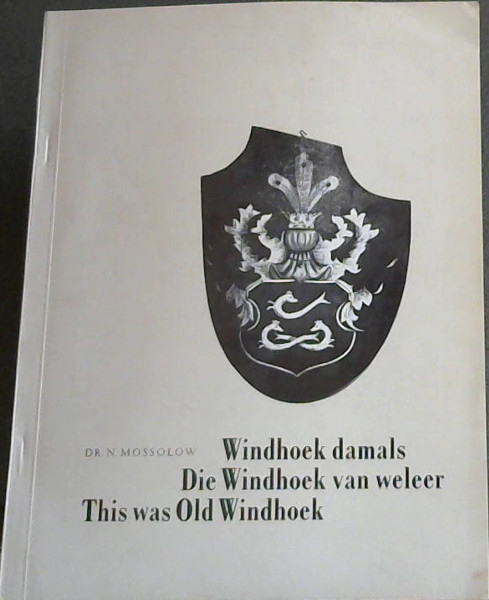 DR. N. MOSSOLOW Windhoek damals
Die Windhoek van weleer
This was Old Windhoek